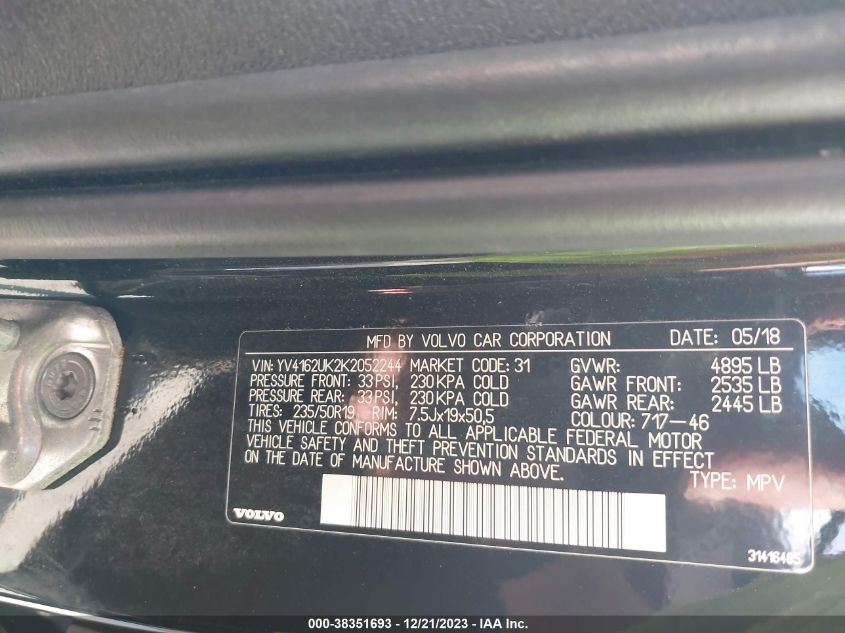 MFD BY VOLVO CAR CORPORATION DATE: 05/18
VIN: YV4162UK2K2052244 MARKET CODE: 31 GVWR: 4895 LB
PRESSURE FRONT: 33PSI, 230KPA COLD GAWR FRONT: 2535 LB
PRESSURE REAR: 33PSI, 230KPA COLD GAWR REAR: 2445 LB
TIRES: 235/50R19 RIM: 7,5Jx19x50,5 COLOUR: 717-46
THIS VEHICLE CONFORMS TO ALL APPLICABLE FEDERAL MOTOR
VEHICLE SAFETY AND THEFT PREVENTION STANDARDS IN EFFECT
ON THE DATE OF MANUFACTURE SHOWN ABOVE.
TYPE: MPV
VOLVO
31416485
000-38351693 - 12/21/2023 - IAA Inc.